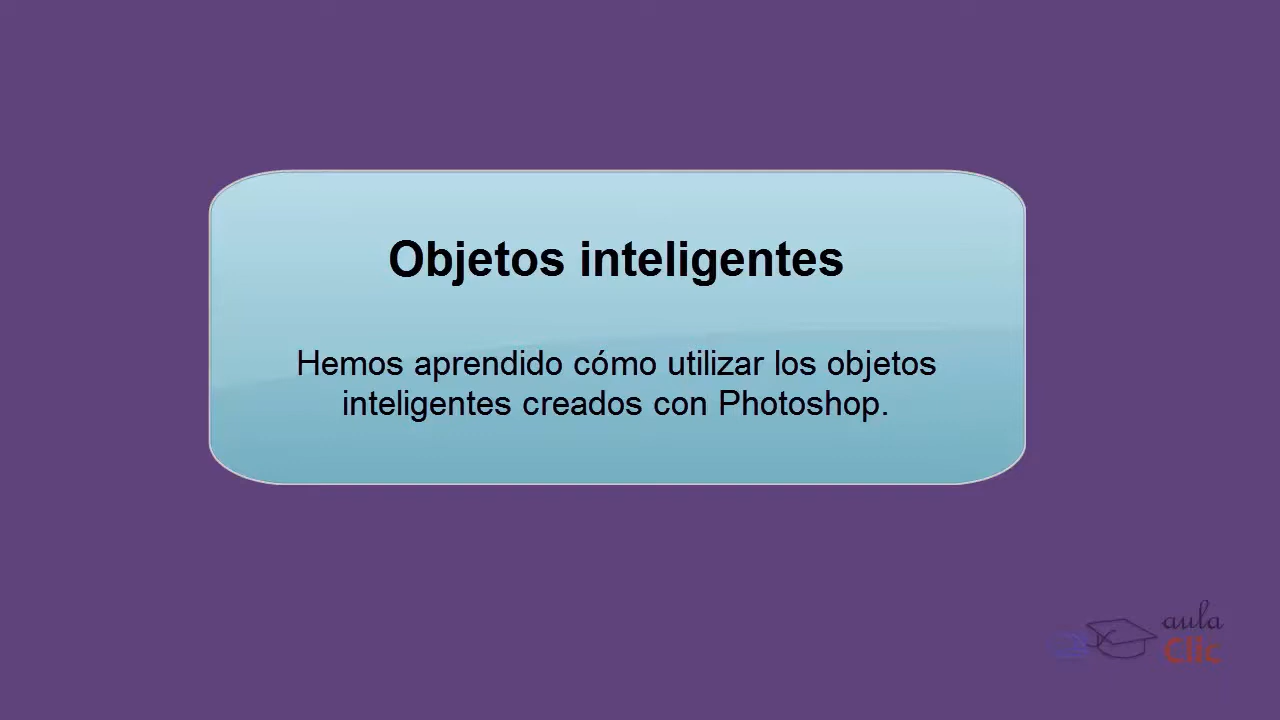 Objetos inteligentes
Hemos aprendido cómo utilizar los objetos
inteligentes creados con Photoshop.
aula
Clic